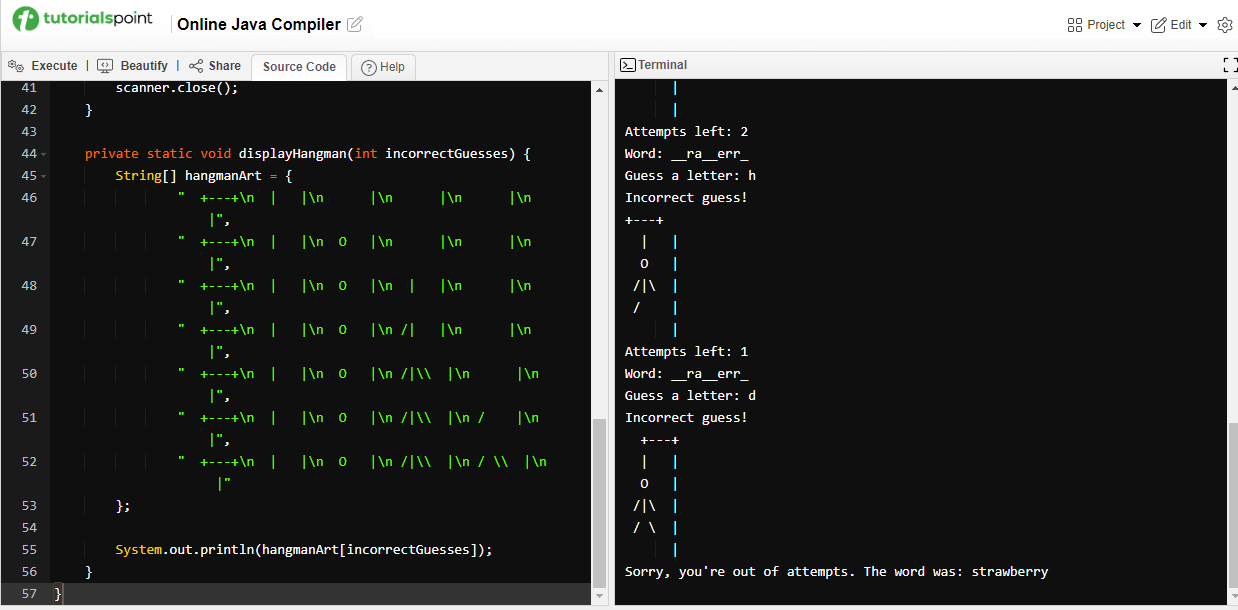 tutorialspoint
Online Java Compiler
Project Edit
Execute | Beautify | Share Source Code Help
41         scanner.close();
42     }
43
44     private static void displayHangman(int incorrectGuesses) {
45         String[] hangmanArt = {
46                 "  +---+\n  |   |\n      |\n      |\n      |\n
                     |",
47                 "  +---+\n  |   |\n  O   |\n      |\n      |\n
                     |",
48                 "  +---+\n  |   |\n  O   |\n  |   |\n      |\n
                     |",
49                 "  +---+\n  |   |\n  O   |\n /|   |\n      |\n
                     |",
50                 "  +---+\n  |   |\n  O   |\n /|\\  |\n      |\n
                     |",
51                 "  +---+\n  |   |\n  O   |\n /|\\  |\n /    |\n
                     |",
52                 "  +---+\n  |   |\n  O   |\n /|\\  |\n / \\  |\n
                      |"
53         };
54
55         System.out.println(hangmanArt[incorrectGuesses]);
56     }
57 }
Terminal
      |
      |
Attempts left: 2
Word: __ra__err_
Guess a letter: h
Incorrect guess!
+---+
  |   |
  O   |
 /|\  |
 /    |
      |
Attempts left: 1
Word: __ra__err_
Guess a letter: d
Incorrect guess!
  +---+
  |   |
  O   |
 /|\  |
 / \  |
      |
Sorry, you're out of attempts. The word was: strawberry